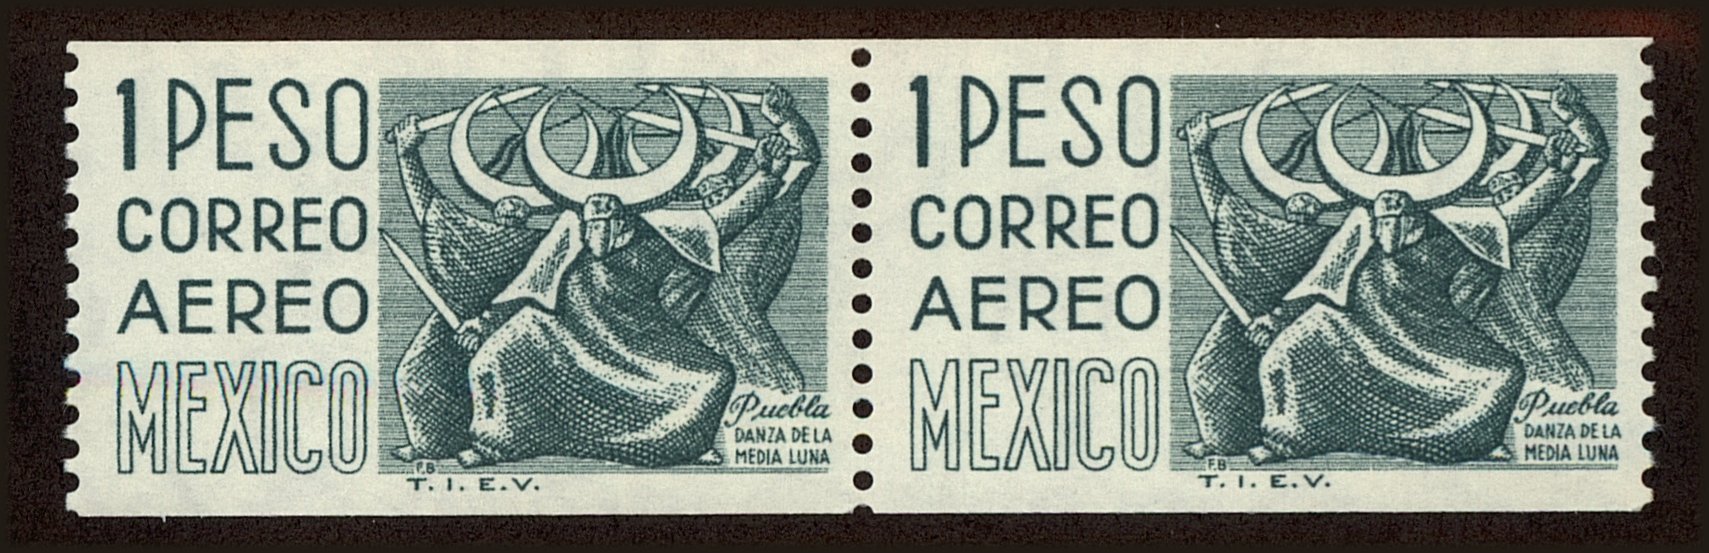 1 PESO
CORREO
AEREO
MEXICO
Puebla
DANZA DE LA
MEDIA LUNA
F.B
T. I. E. V.
1 PESO
CORREO
AEREO
MEXICO
Puebla
DANZA DE LA
MEDIA LUNA
F.B
T. I. E. V.